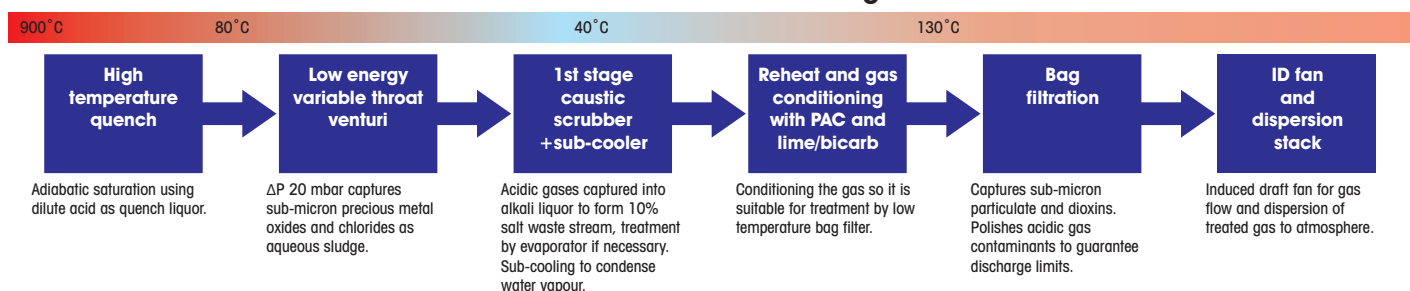 900˚C
80˚C
40˚C
130˚C
High
temperature
quench
Low energy
variable throat
venturi
1st stage
caustic
scrubber
+sub-cooler
Reheat and gas
conditioning
with PAC and
lime/bicarb
Bag
filtration
ID fan
and
dispersion
stack
Adiabatic saturation using
dilute acid as quench liquor.
ΔP 20 mbar captures
sub-micron precious metal
oxides and chlorides as
aqueous sludge.
Acidic gases captured into
alkali liquor to form 10%
salt waste stream, treatment
by evaporator if necessary.
Sub-cooling to condense
water vapour.
Conditioning the gas so it is
suitable for treatment by low
temperature bag filter.
Captures sub-micron
particulate and dioxins.
Polishes acidic gas
contaminants to guarantee
discharge limits.
Induced draft fan for gas
flow and dispersion of
treated gas to atmosphere.